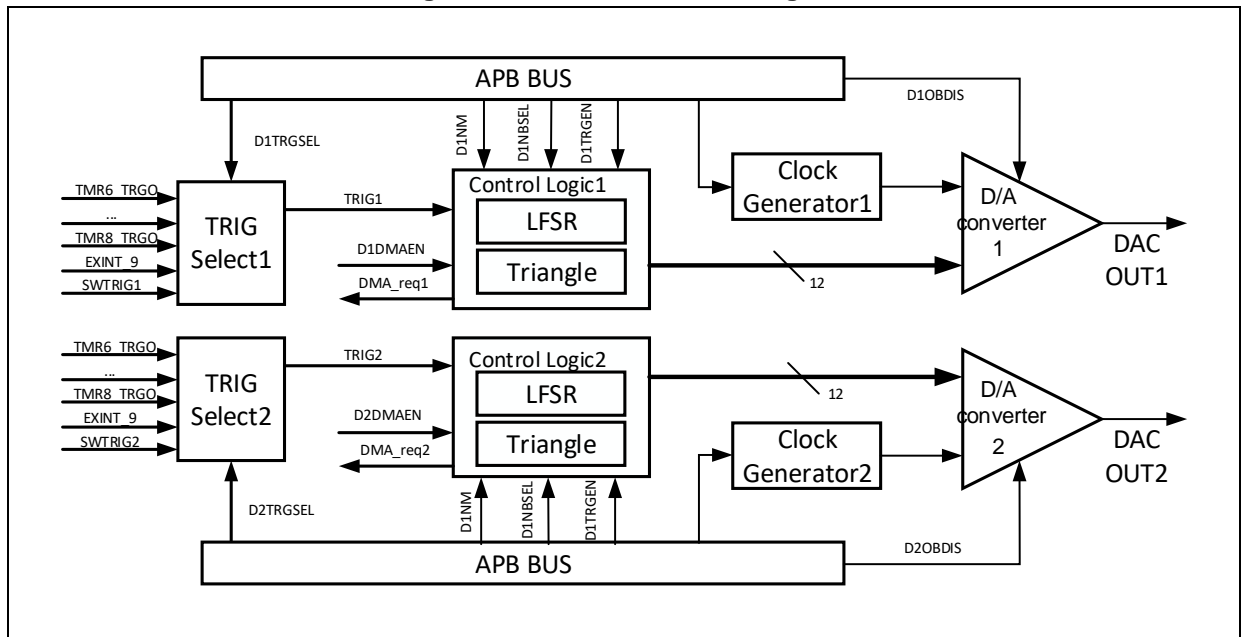 APB BUS
D1OBDIS
D1TRGSEL
D1NM
D1NBSEL
D1TRGEN
TMR6_TRGO
...
TMR8_TRGO
EXINT_9
SWTRIG1
TRIG
Select1
TRIG1
D1DMAEN
DMA_req1
Control Logic1
LFSR
Triangle
Clock
Generator1
12
D/A
converter
1
DAC
OUT1
TMR6_TRGO
...
TMR8_TRGO
EXINT_9
SWTRIG2
TRIG
Select2
TRIG2
D2DMAEN
DMA_req2
Control Logic2
LFSR
Triangle
12
Clock
Generator2
D/A
converter
2
DAC
OUT2
D2TRGSEL
D1NM
D1NBSEL
D1TRGEN
D2OBDIS
APB BUS